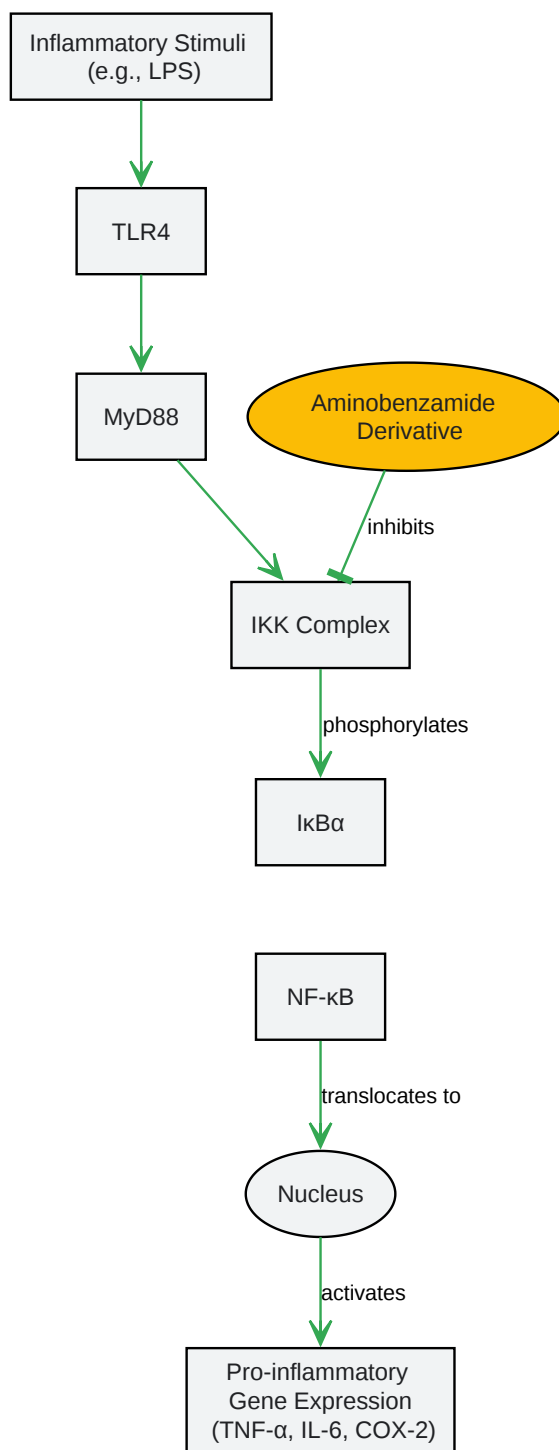 Inflammatory Stimuli
(e.g., LPS)
TLR4
MyD88
Aminobenzamide
Derivative
inhibits
IKK Complex
phosphorylates
IκBα
NF-κB
translocates to
Nucleus
activates
Pro-inflammatory
Gene Expression
(TNF-α, IL-6, COX-2)